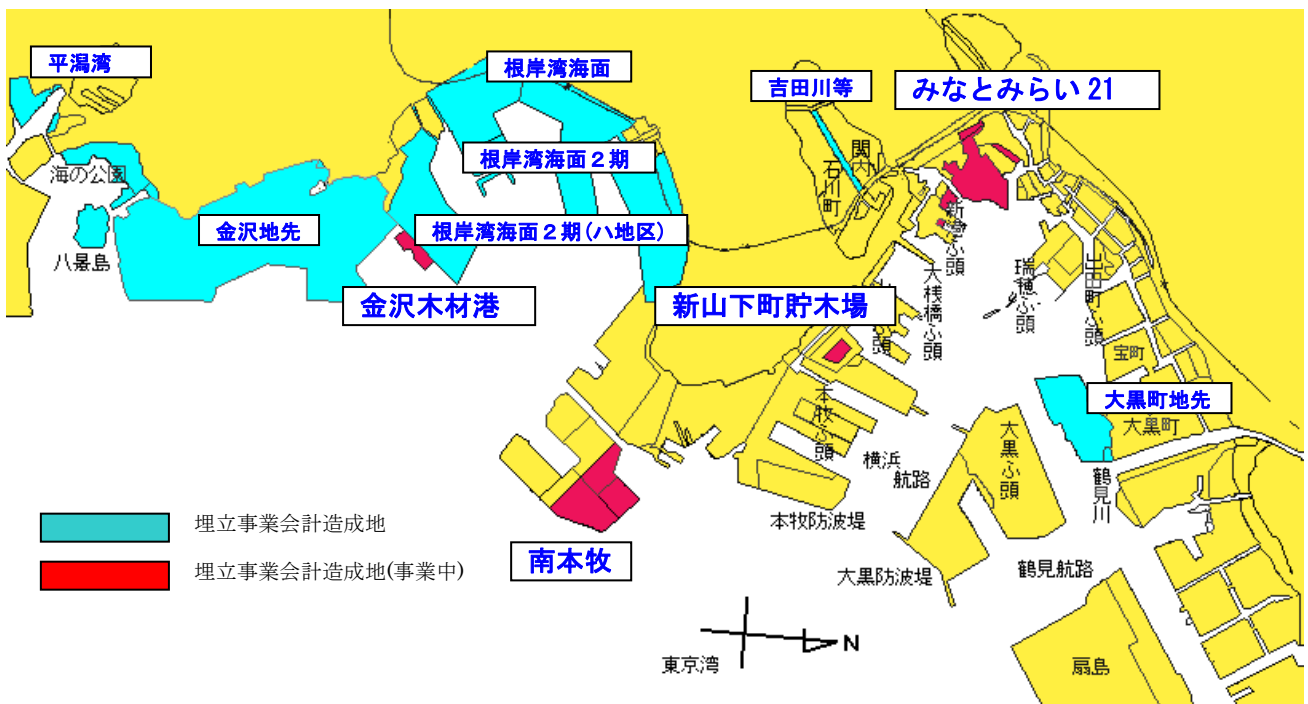 平潟湾
根岸湾海面
吉田川等
みなとみらい21
海の公園
根岸湾海面2期
関内
石川町
金沢地先
根岸湾海面2期(ハ地区)
八景島
新港ふ頭
大桟橋ふ頭
瑞穂ふ頭
出田町ふ頭
金沢木材港
新山下町貯木場
ふ頭
宝町
大黒町地先
大黒町
本牧ふ頭
大黒ふ頭
横浜
航路
鶴見川
本牧防波堤
埋立事業会計造成地
埋立事業会計造成地(事業中)
南本牧
大黒防波堤
鶴見航路
N
東京湾
扇島